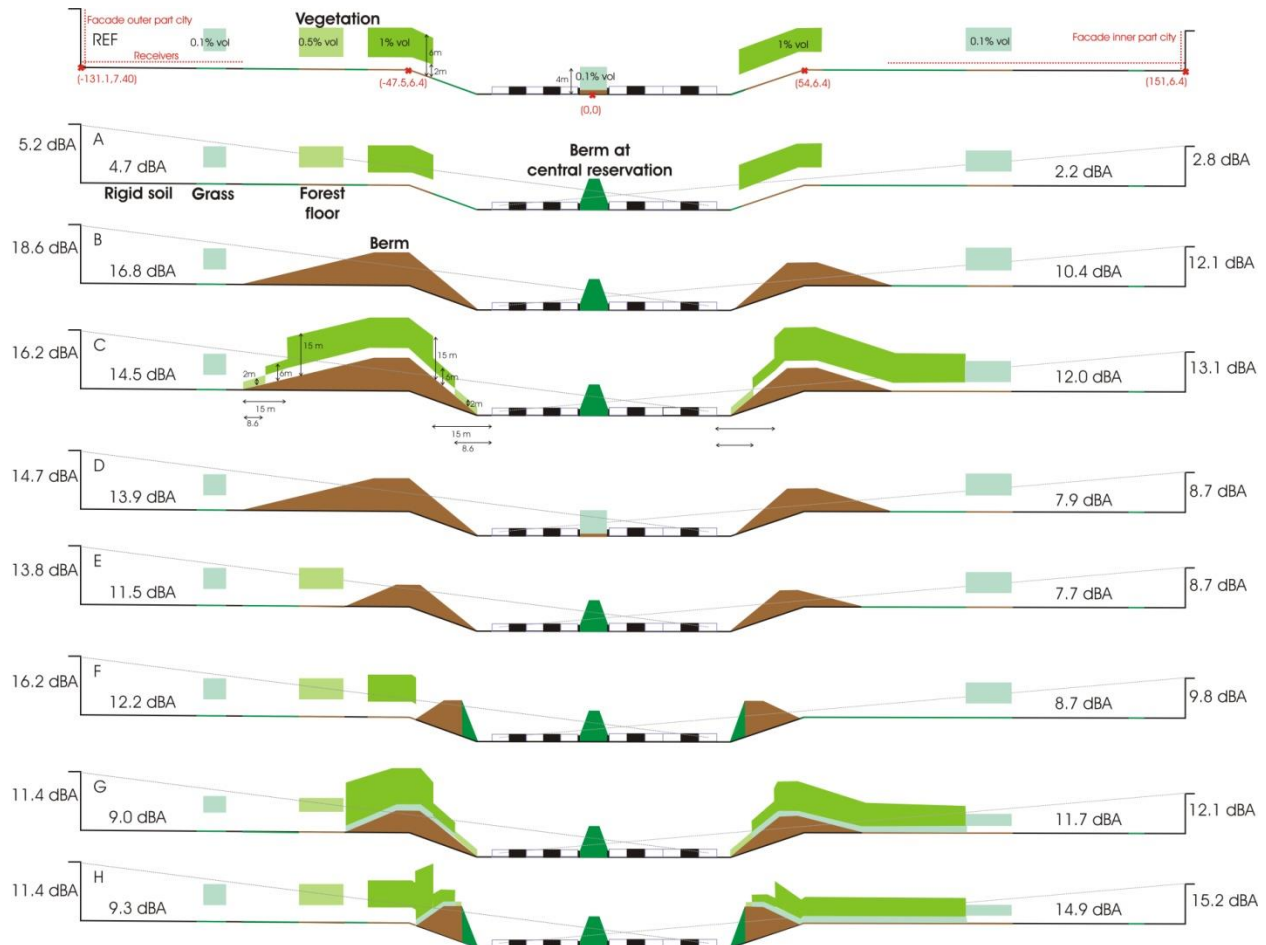 Facade outer part city
Vegetation
REF
0.1% vol
0.5% vol
1% vol
6m
2m
1% vol
0.1% vol
Facade inner part city
Receivers
4m
0.1% vol
(-131.1,7.40)
(-47.5,6.4)
(0,0)
(54,6.4)
(151,6.4)
5.2 dBA
A
4.7 dBA
Berm at
central reservation
2.2 dBA
2.8 dBA
Rigid soil
Grass
Forest
floor
18.6 dBA
B
Berm
16.8 dBA
10.4 dBA
12.1 dBA
16.2 dBA
C
14.5 dBA
2m
6m
15 m
15 m
6m
2m
12.0 dBA
13.1 dBA
15 m
8.6
15 m
8.6
14.7 dBA
D
13.9 dBA
7.9 dBA
8.7 dBA
13.8 dBA
E
11.5 dBA
7.7 dBA
8.7 dBA
16.2 dBA
F
12.2 dBA
8.7 dBA
9.8 dBA
11.4 dBA
G
9.0 dBA
11.7 dBA
12.1 dBA
11.4 dBA
H
9.3 dBA
14.9 dBA
15.2 dBA